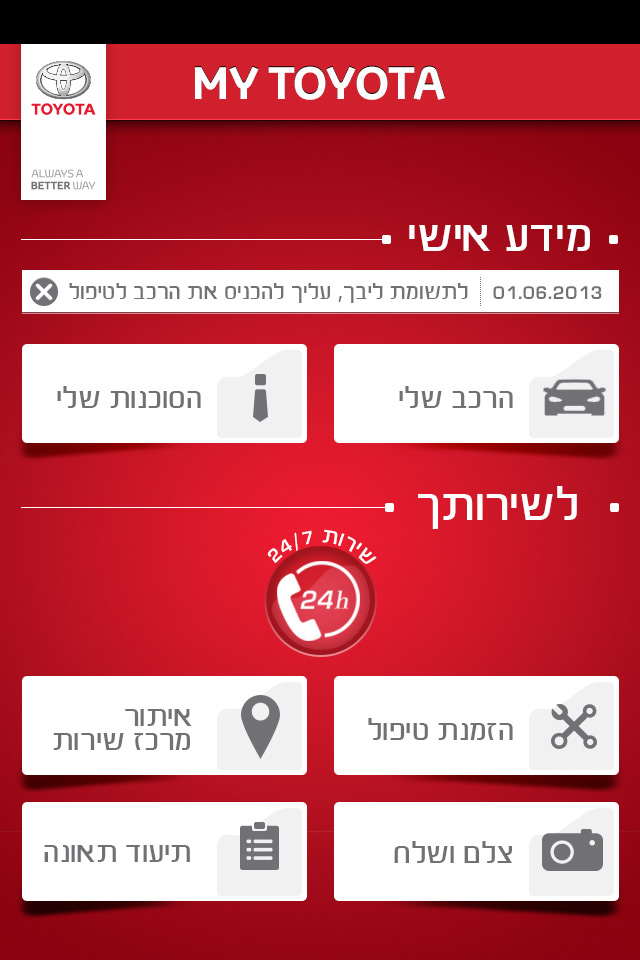 MY TOYOTA
TOYOTA
ALWAYS A
BETTER WAY
מידע אישי
01.06.2013
לתשומת ליבך, עליך להכניס את הרכב לטיפול
הרכב שלי
הסוכנות שלי
לשירותך
שירות 24/7
24h
הזמנת טיפול
איתור
מרכז שירות
צלם ושלח
תיעוד תאונה